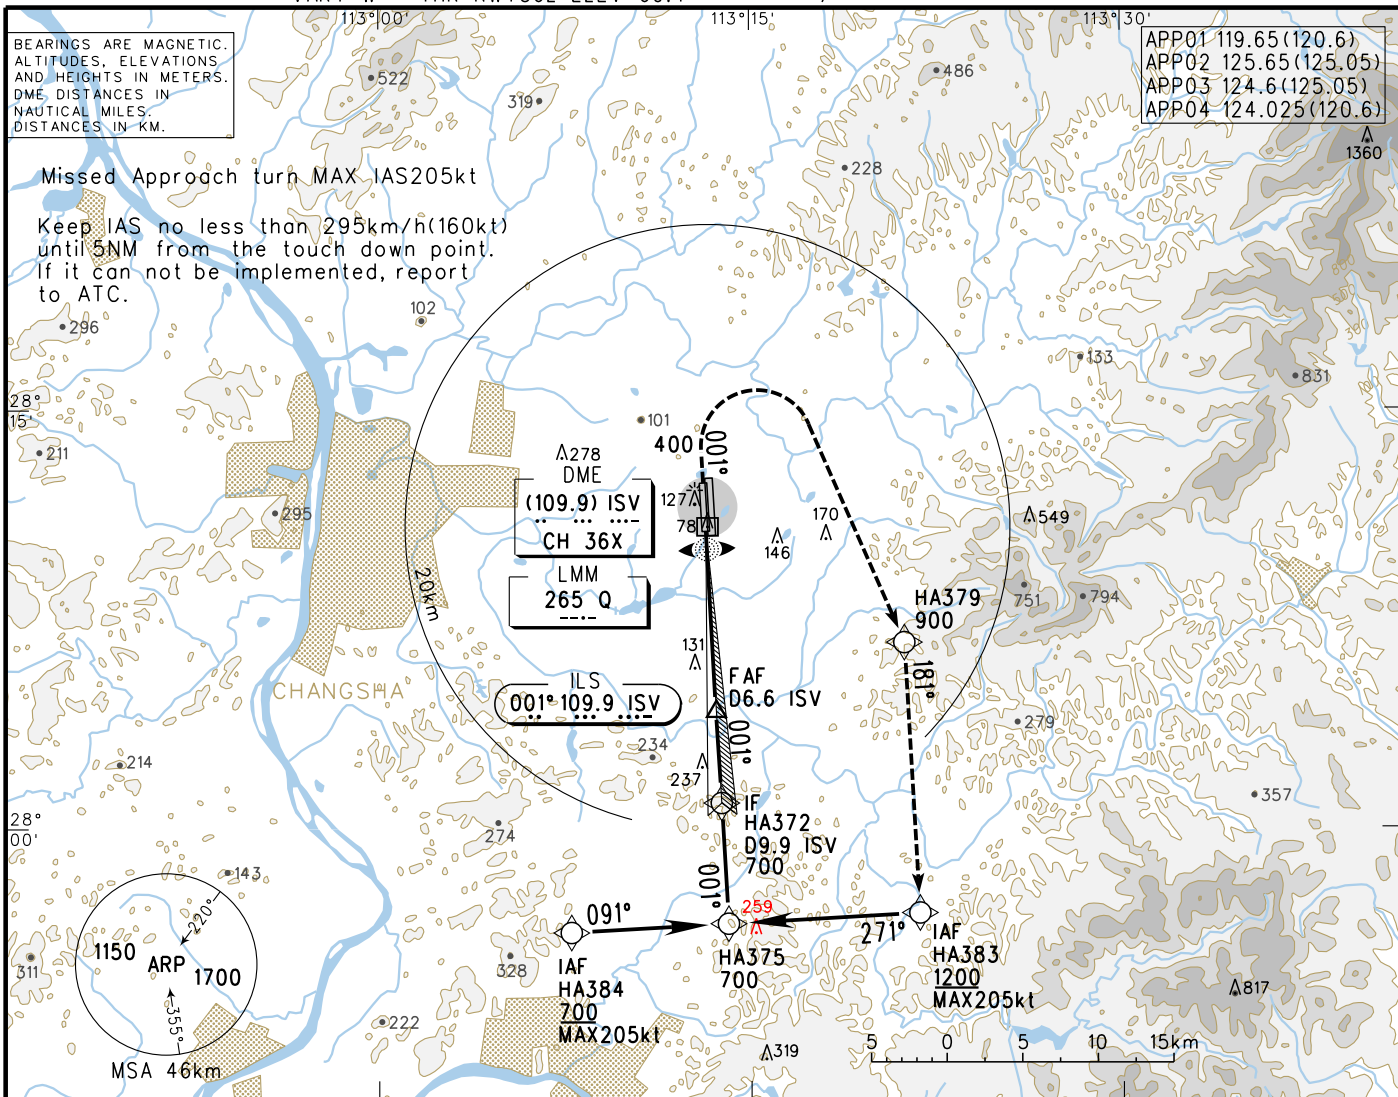 113°00'
113°15'
113°30'
BEARINGS ARE MAGNETIC.
ALTITUDES, ELEVATIONS
AND HEIGHTS IN METERS.
DME DISTANCES IN
NAUTICAL MILES.
DISTANCES IN KM.
APP01 119.65(120.6)
APP02 125.65(125.05)
APP03 124.6(125.05)
APP04 124.025(120.6)
522
319
486
1360
228
Missed Approach turn MAX IAS205kt
Keep IAS no less than 295km/h(160kt)
until 5NM from the touch down point.
If it can not be implemented, report
to ATC.
296
102
133
831
28°
15'
211
101
400
001°
278
DME
(109.9) ISV
CH 36X
127
78
170
146
549
295
20km
LMM
265 Q
751
794
HA379
900
131
181°
CHANGSHA
ILS
001° 109.9 ISV
FAF
D6.6 ISV
001°
279
214
234
237
357
28°
00'
274
IF
HA372
D9.9 ISV
700
143
220°
1150
ARP
1700
355°
MSA 46km
311
328
222
091°
001°
259
271°
IAF
HA384
700
MAX205kt
HA375
700
IAF
HA383
1200
MAX205kt
817
319
5 0 5 10 15km